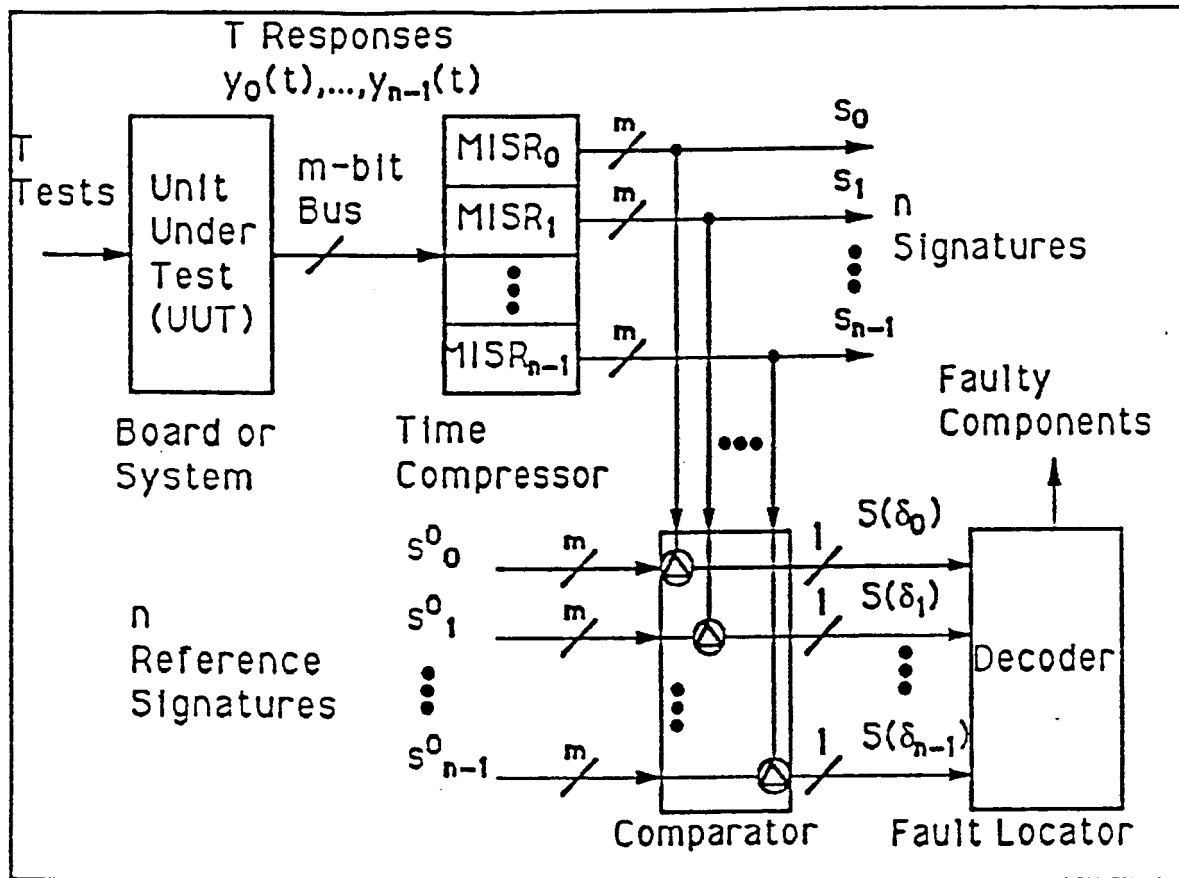 T Responses
y₀(t),...,yₙ₋₁(t)
T
Tests
Unit
Under
Test
(UUT)
m-bit
Bus
MISR₀
MISR₁
MISRₙ₋₁
m
m
m
s₀
s₁
sₙ₋₁
n
Signatures
Board or
System
Time
Compressor
Faulty
Components
n
Reference
Signatures
s⁰₀
s⁰₁
s⁰ₙ₋₁
m
m
m
1
1
1
S(δ₀)
S(δ₁)
S(δₙ₋₁)
Decoder
Comparator
Fault Locator